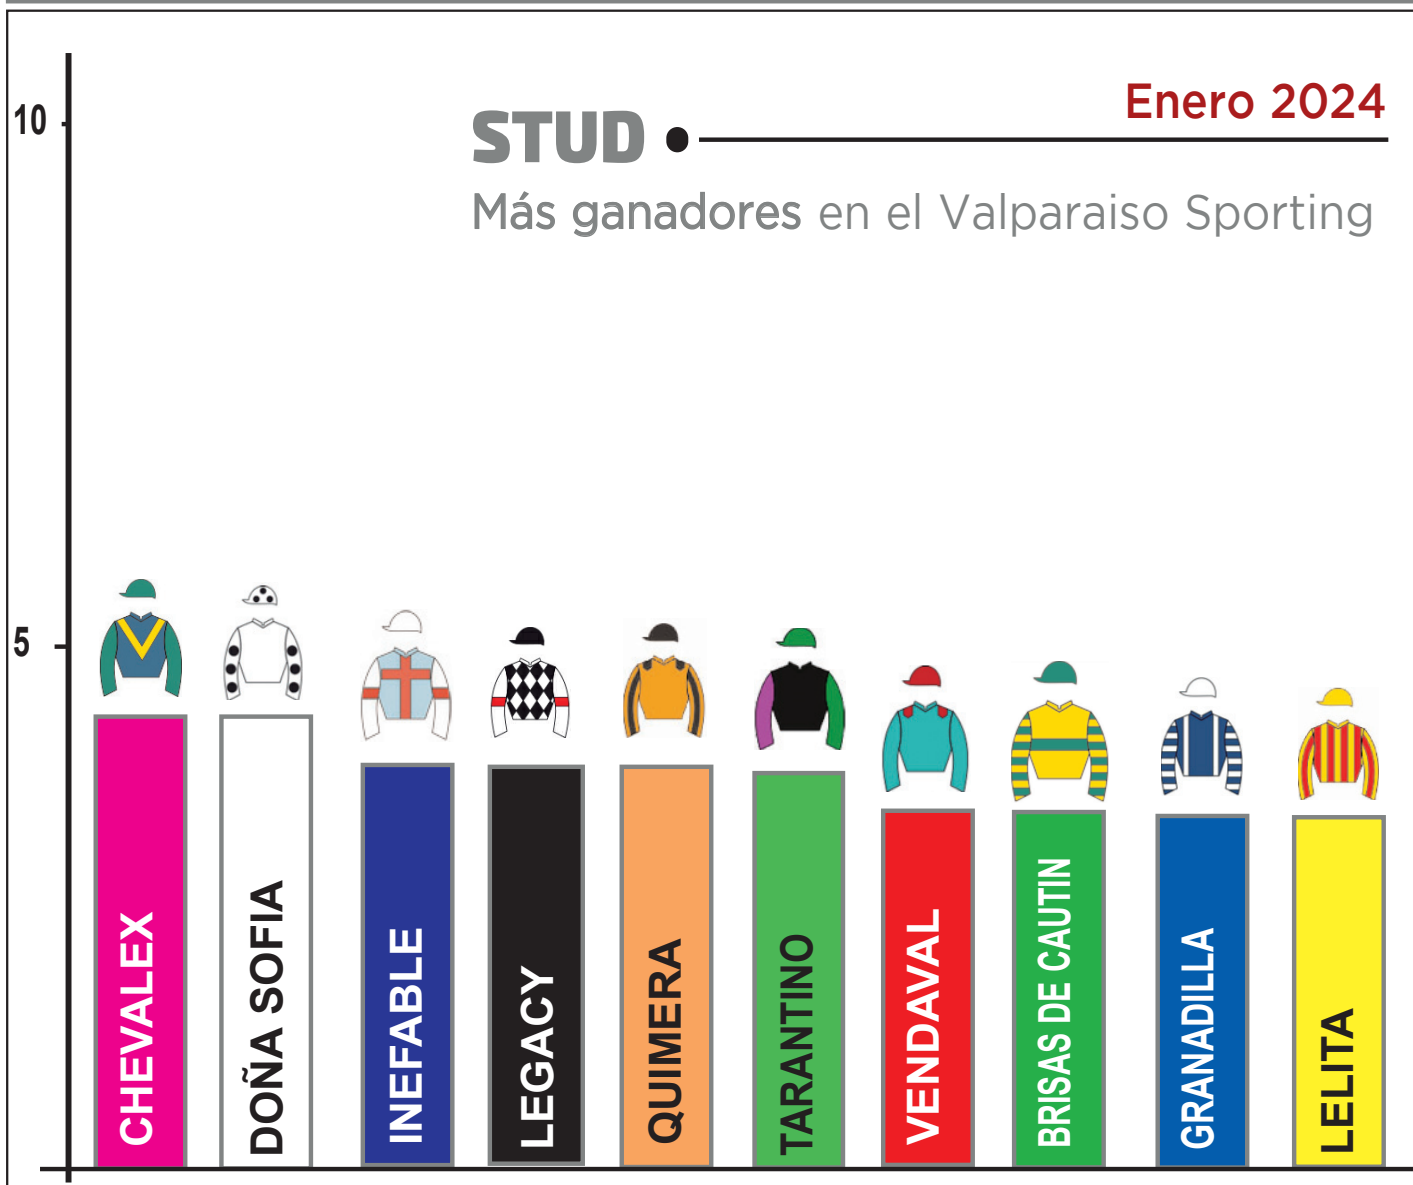 Enero 2024
10
STUD
Más ganadores en el Valparaiso Sporting
5
CHEVALEX
DOÑA SOFIA
INEFABLE
LEGACY
QUIMERA
TARANTINO
VENDAVAL
BRISAS DE CAUTIN
GRANADILLA
LELITA